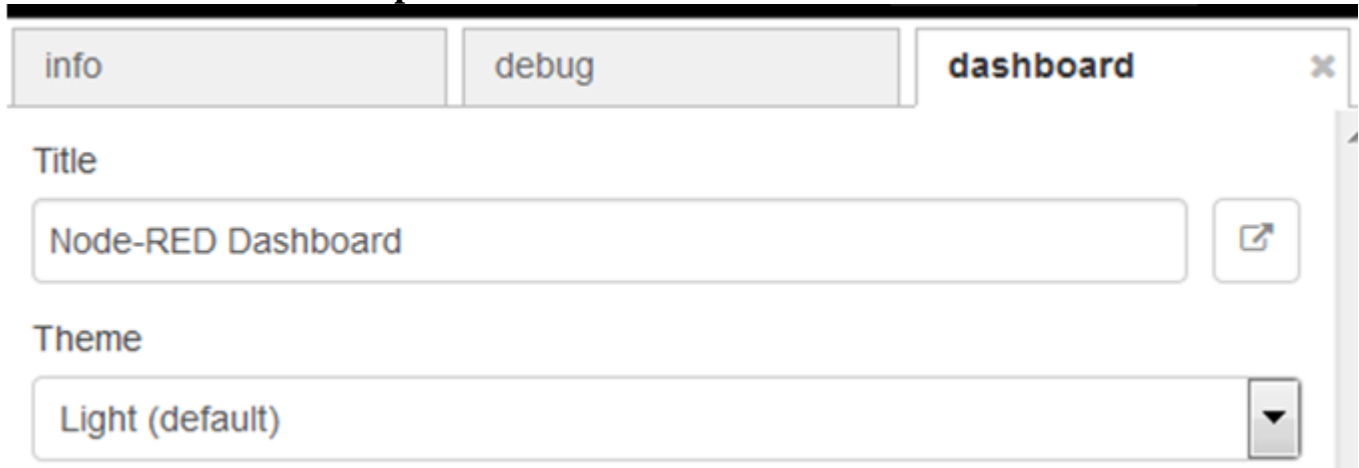 info debug dashboard
Title
Node-RED Dashboard
Theme
Light (default)